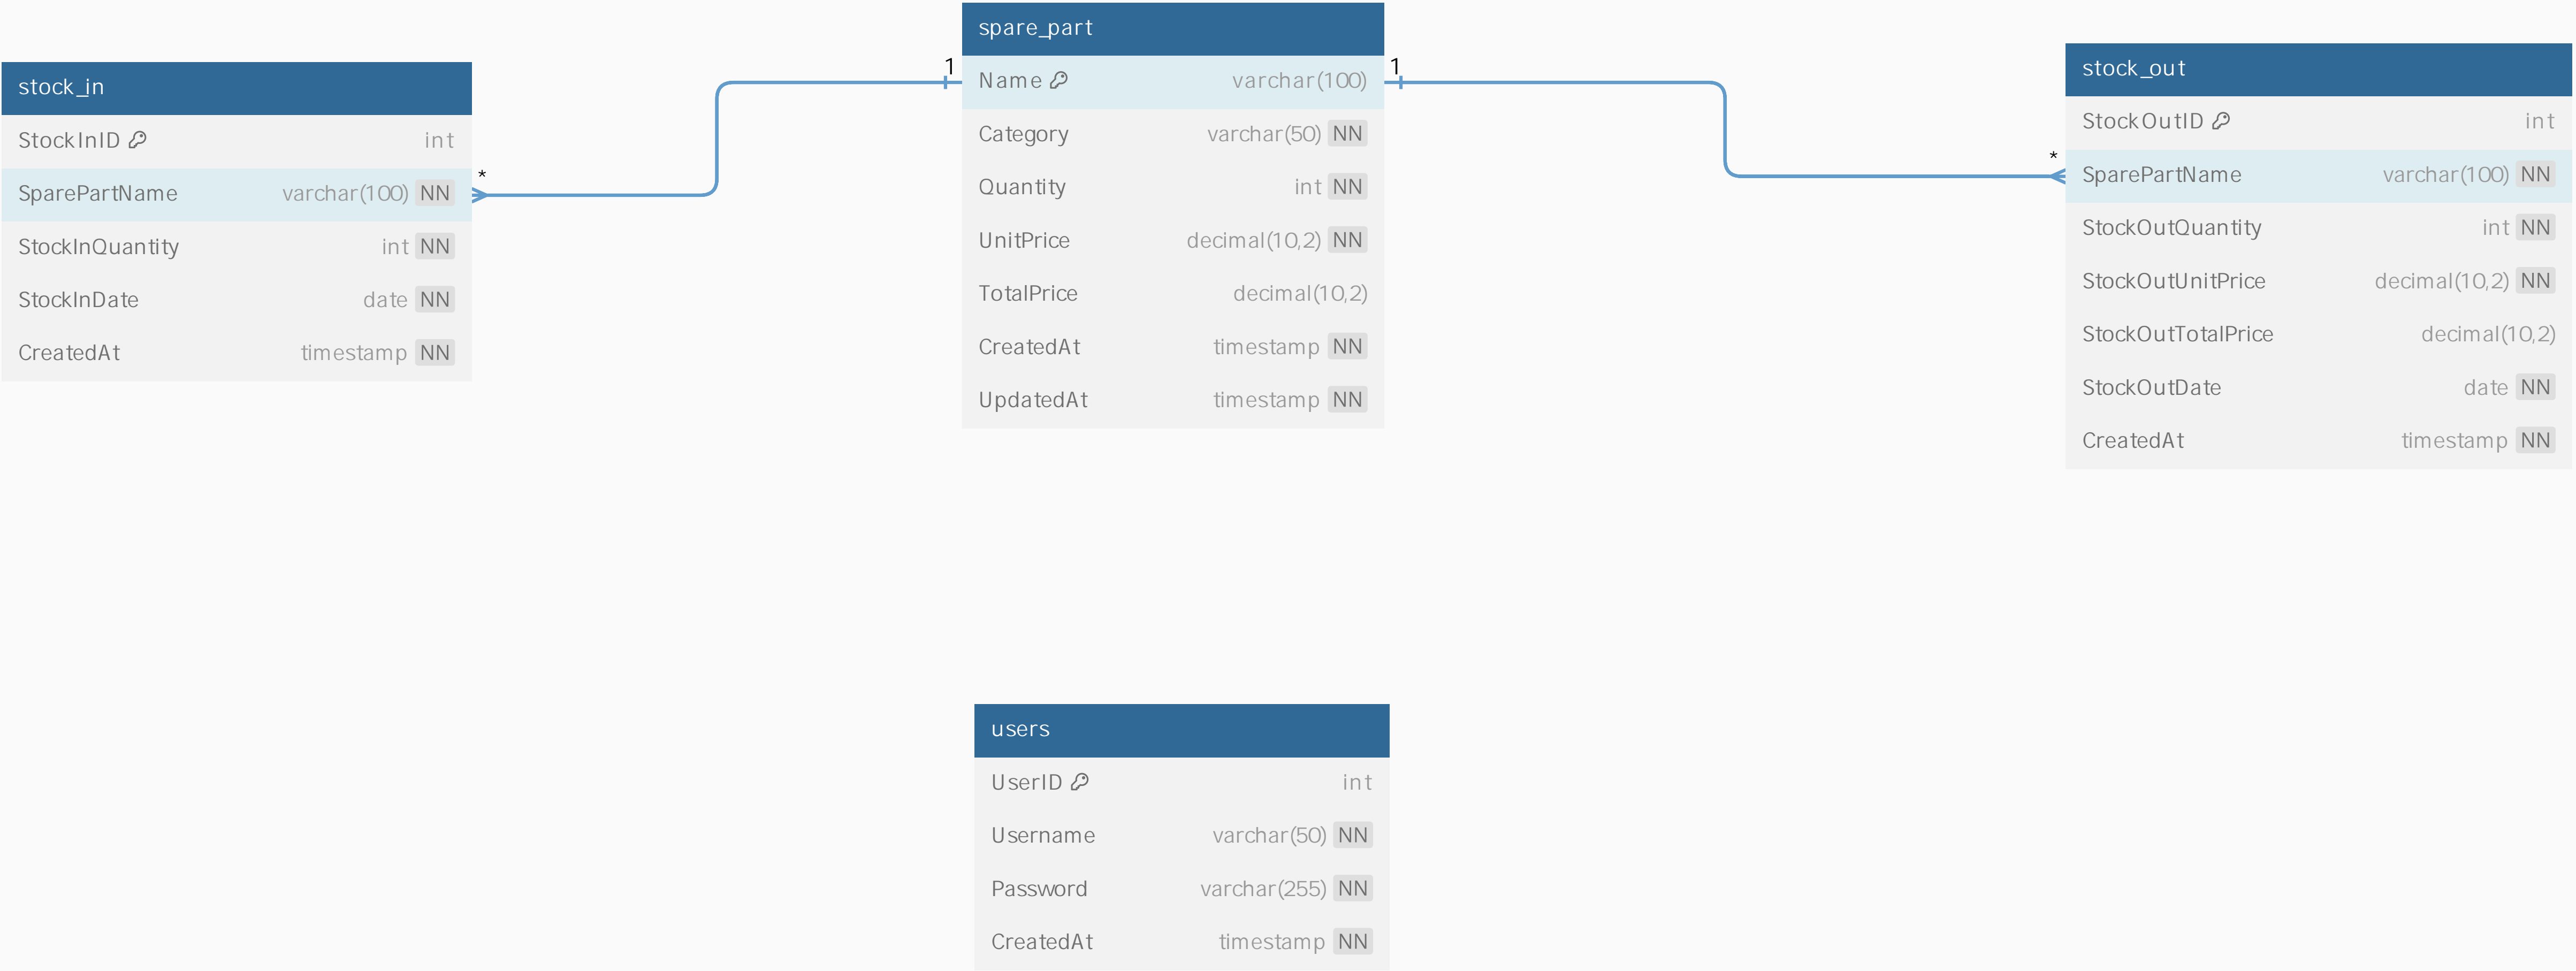 stock_in
StockInID int
SparePartName varchar(100) NN
StockInQuantity int NN
StockInDate date NN
CreatedAt timestamp NN
*
1
spare_part
Name varchar(100)
Category varchar(50) NN
Quantity int NN
UnitPrice decimal(10,2) NN
TotalPrice decimal(10,2)
CreatedAt timestamp NN
UpdatedAt timestamp NN
1
*
stock_out
StockOutID int
SparePartName varchar(100) NN
StockOutQuantity int NN
StockOutUnitPrice decimal(10,2) NN
StockOutTotalPrice decimal(10,2)
StockOutDate date NN
CreatedAt timestamp NN
users
UserID int
Username varchar(50) NN
Password varchar(255) NN
CreatedAt timestamp NN